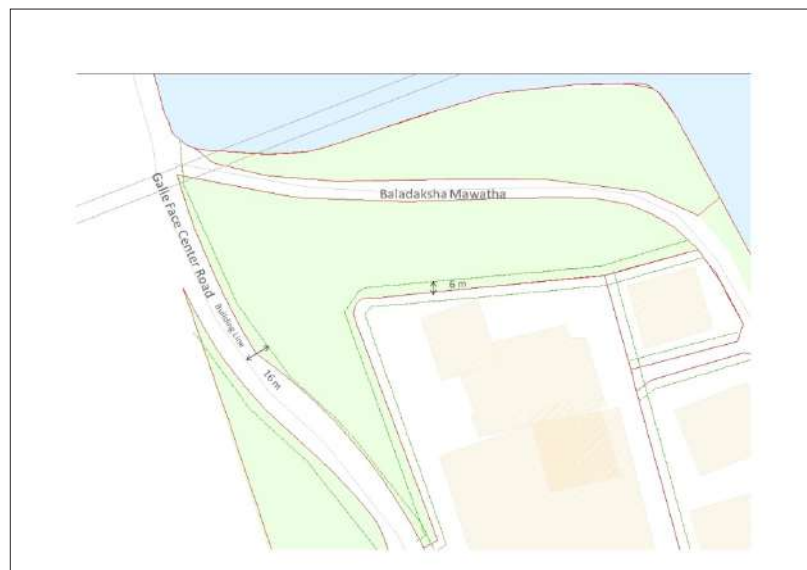 Baladaksha Mawatha
Galle Face Center Road
6 m
Building Line
16 m